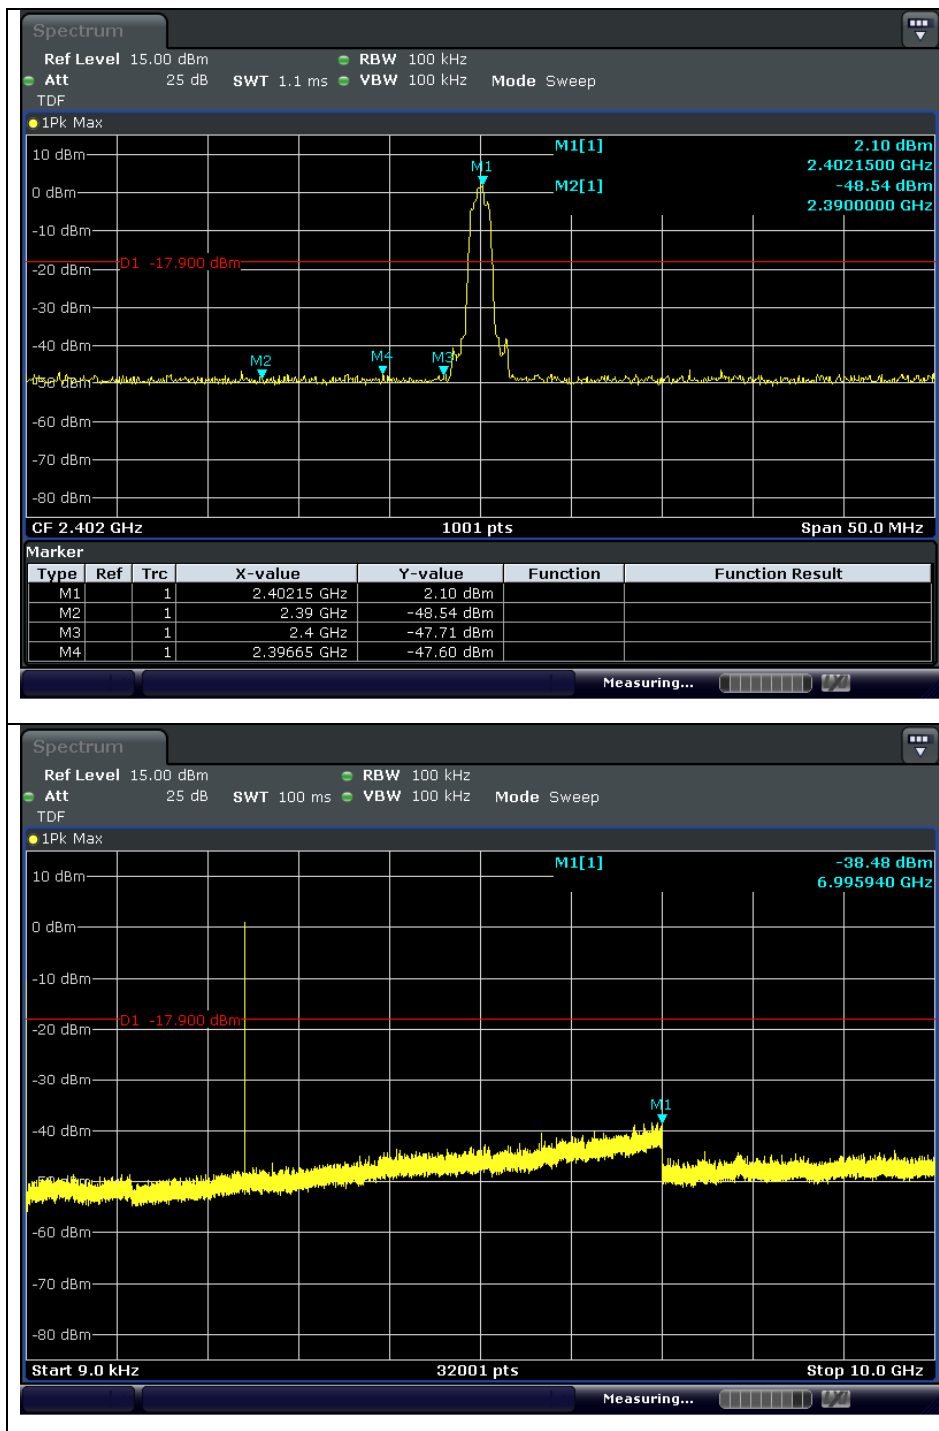 Spectrum
Ref Level 15.00 dBm RBW 100 kHz
Att 25 dB SWT 1.1 ms VBW 100 kHz Mode Sweep
TDF
1Pk Max
M1[1] 2.10 dBm
2.4021500 GHz
M2[1] -48.54 dBm
2.3900000 GHz
10 dBm
M1
0 dBm
-10 dBm
D1 -17.900 dBm
-20 dBm
-30 dBm
-40 dBm
M2 M4 M3
-50 dBm
-60 dBm
-70 dBm
-80 dBm
CF 2.402 GHz 1001 pts Span 50.0 MHz
Marker
Type Ref Trc X-value Y-value Function Function Result
M1 1 2.40215 GHz 2.10 dBm
M2 1 2.39 GHz -48.54 dBm
M3 1 2.4 GHz -47.71 dBm
M4 1 2.39665 GHz -47.60 dBm
Measuring...
Spectrum
Ref Level 15.00 dBm RBW 100 kHz
Att 25 dB SWT 100 ms VBW 100 kHz Mode Sweep
TDF
1Pk Max
M1[1] -38.48 dBm
6.995940 GHz
10 dBm
0 dBm
-10 dBm
D1 -17.900 dBm
-20 dBm
-30 dBm
M1
-40 dBm
-60 dBm
-70 dBm
-80 dBm
Start 9.0 kHz 32001 pts Stop 10.0 GHz
Measuring...